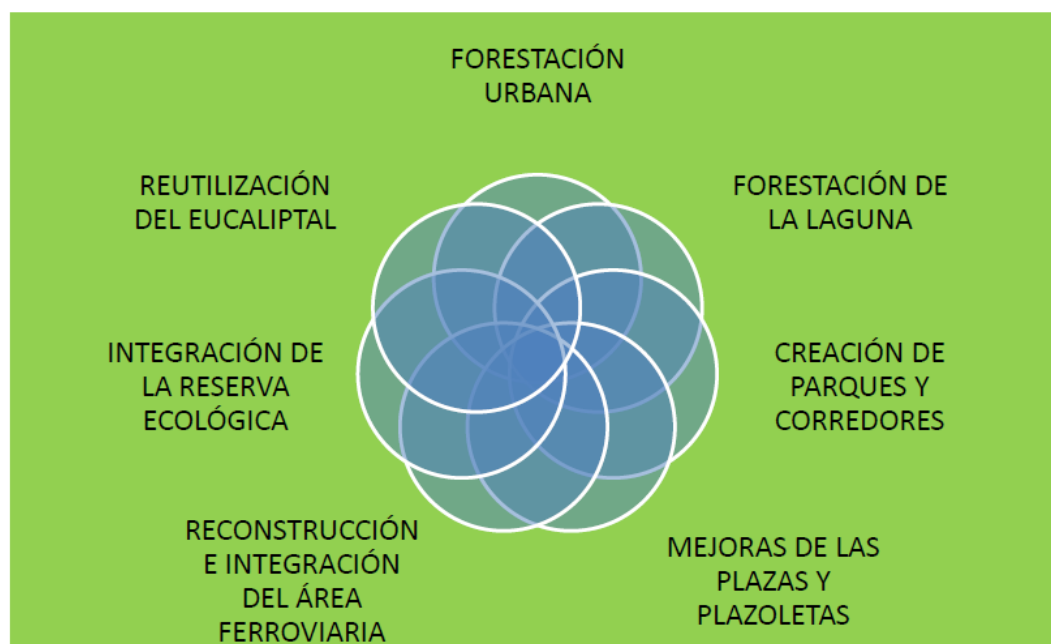 FORESTACIÓN
URBANA
REUTILIZACIÓN
DEL EUCALIPTAL
FORESTACIÓN DE
LA LAGUNA
INTEGRACIÓN DE
LA RESERVA
ECOLÓGICA
CREACIÓN DE
PARQUES Y
CORREDORES
RECONSTRUCCIÓN
E INTEGRACIÓN
DEL ÁREA
FERROVIARIA
MEJORAS DE LAS
PLAZAS Y
PLAZOLETAS